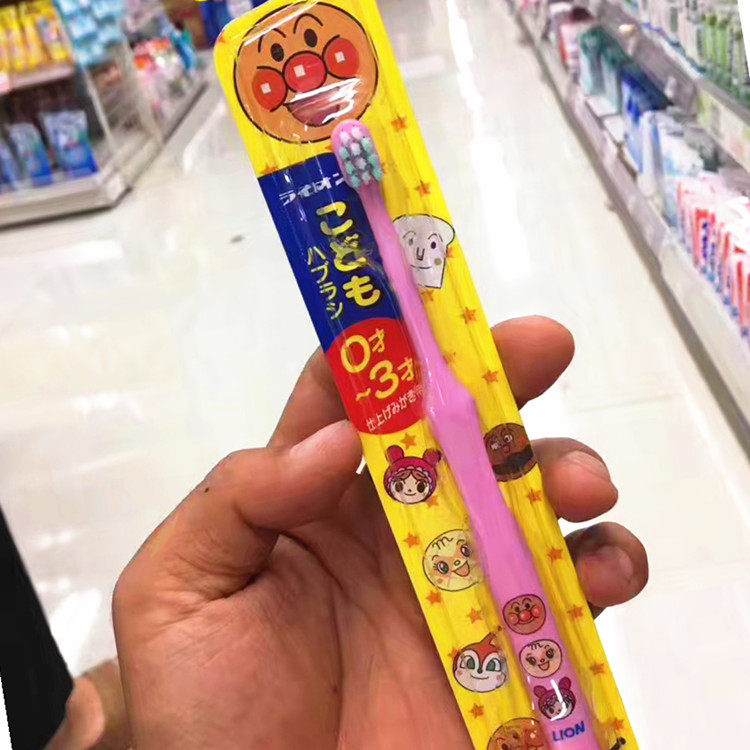 ライオン
こども
ハブラシ
0才
~3才
仕上げみがき用
LION